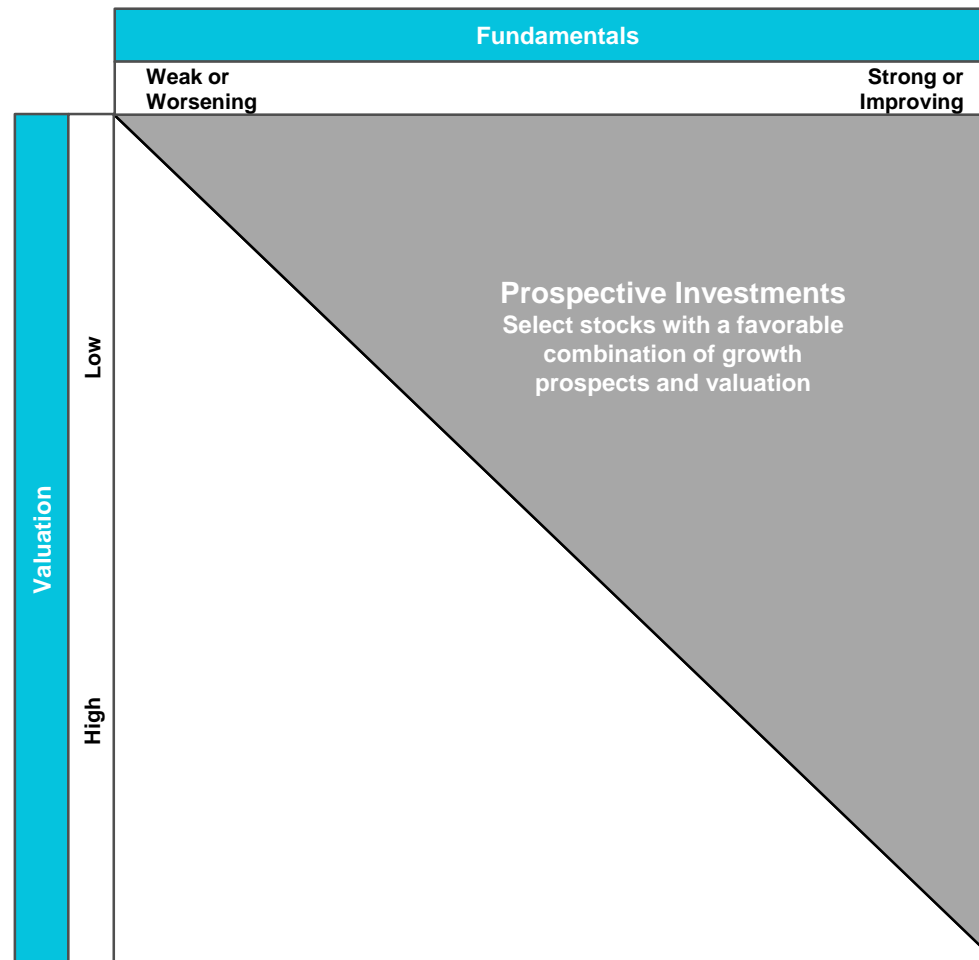 Fundamentals
Weak or
Worsening
Strong or
Improving
Valuation
Low
High
Prospective Investments
Select stocks with a favorable
combination of growth
prospects and valuation